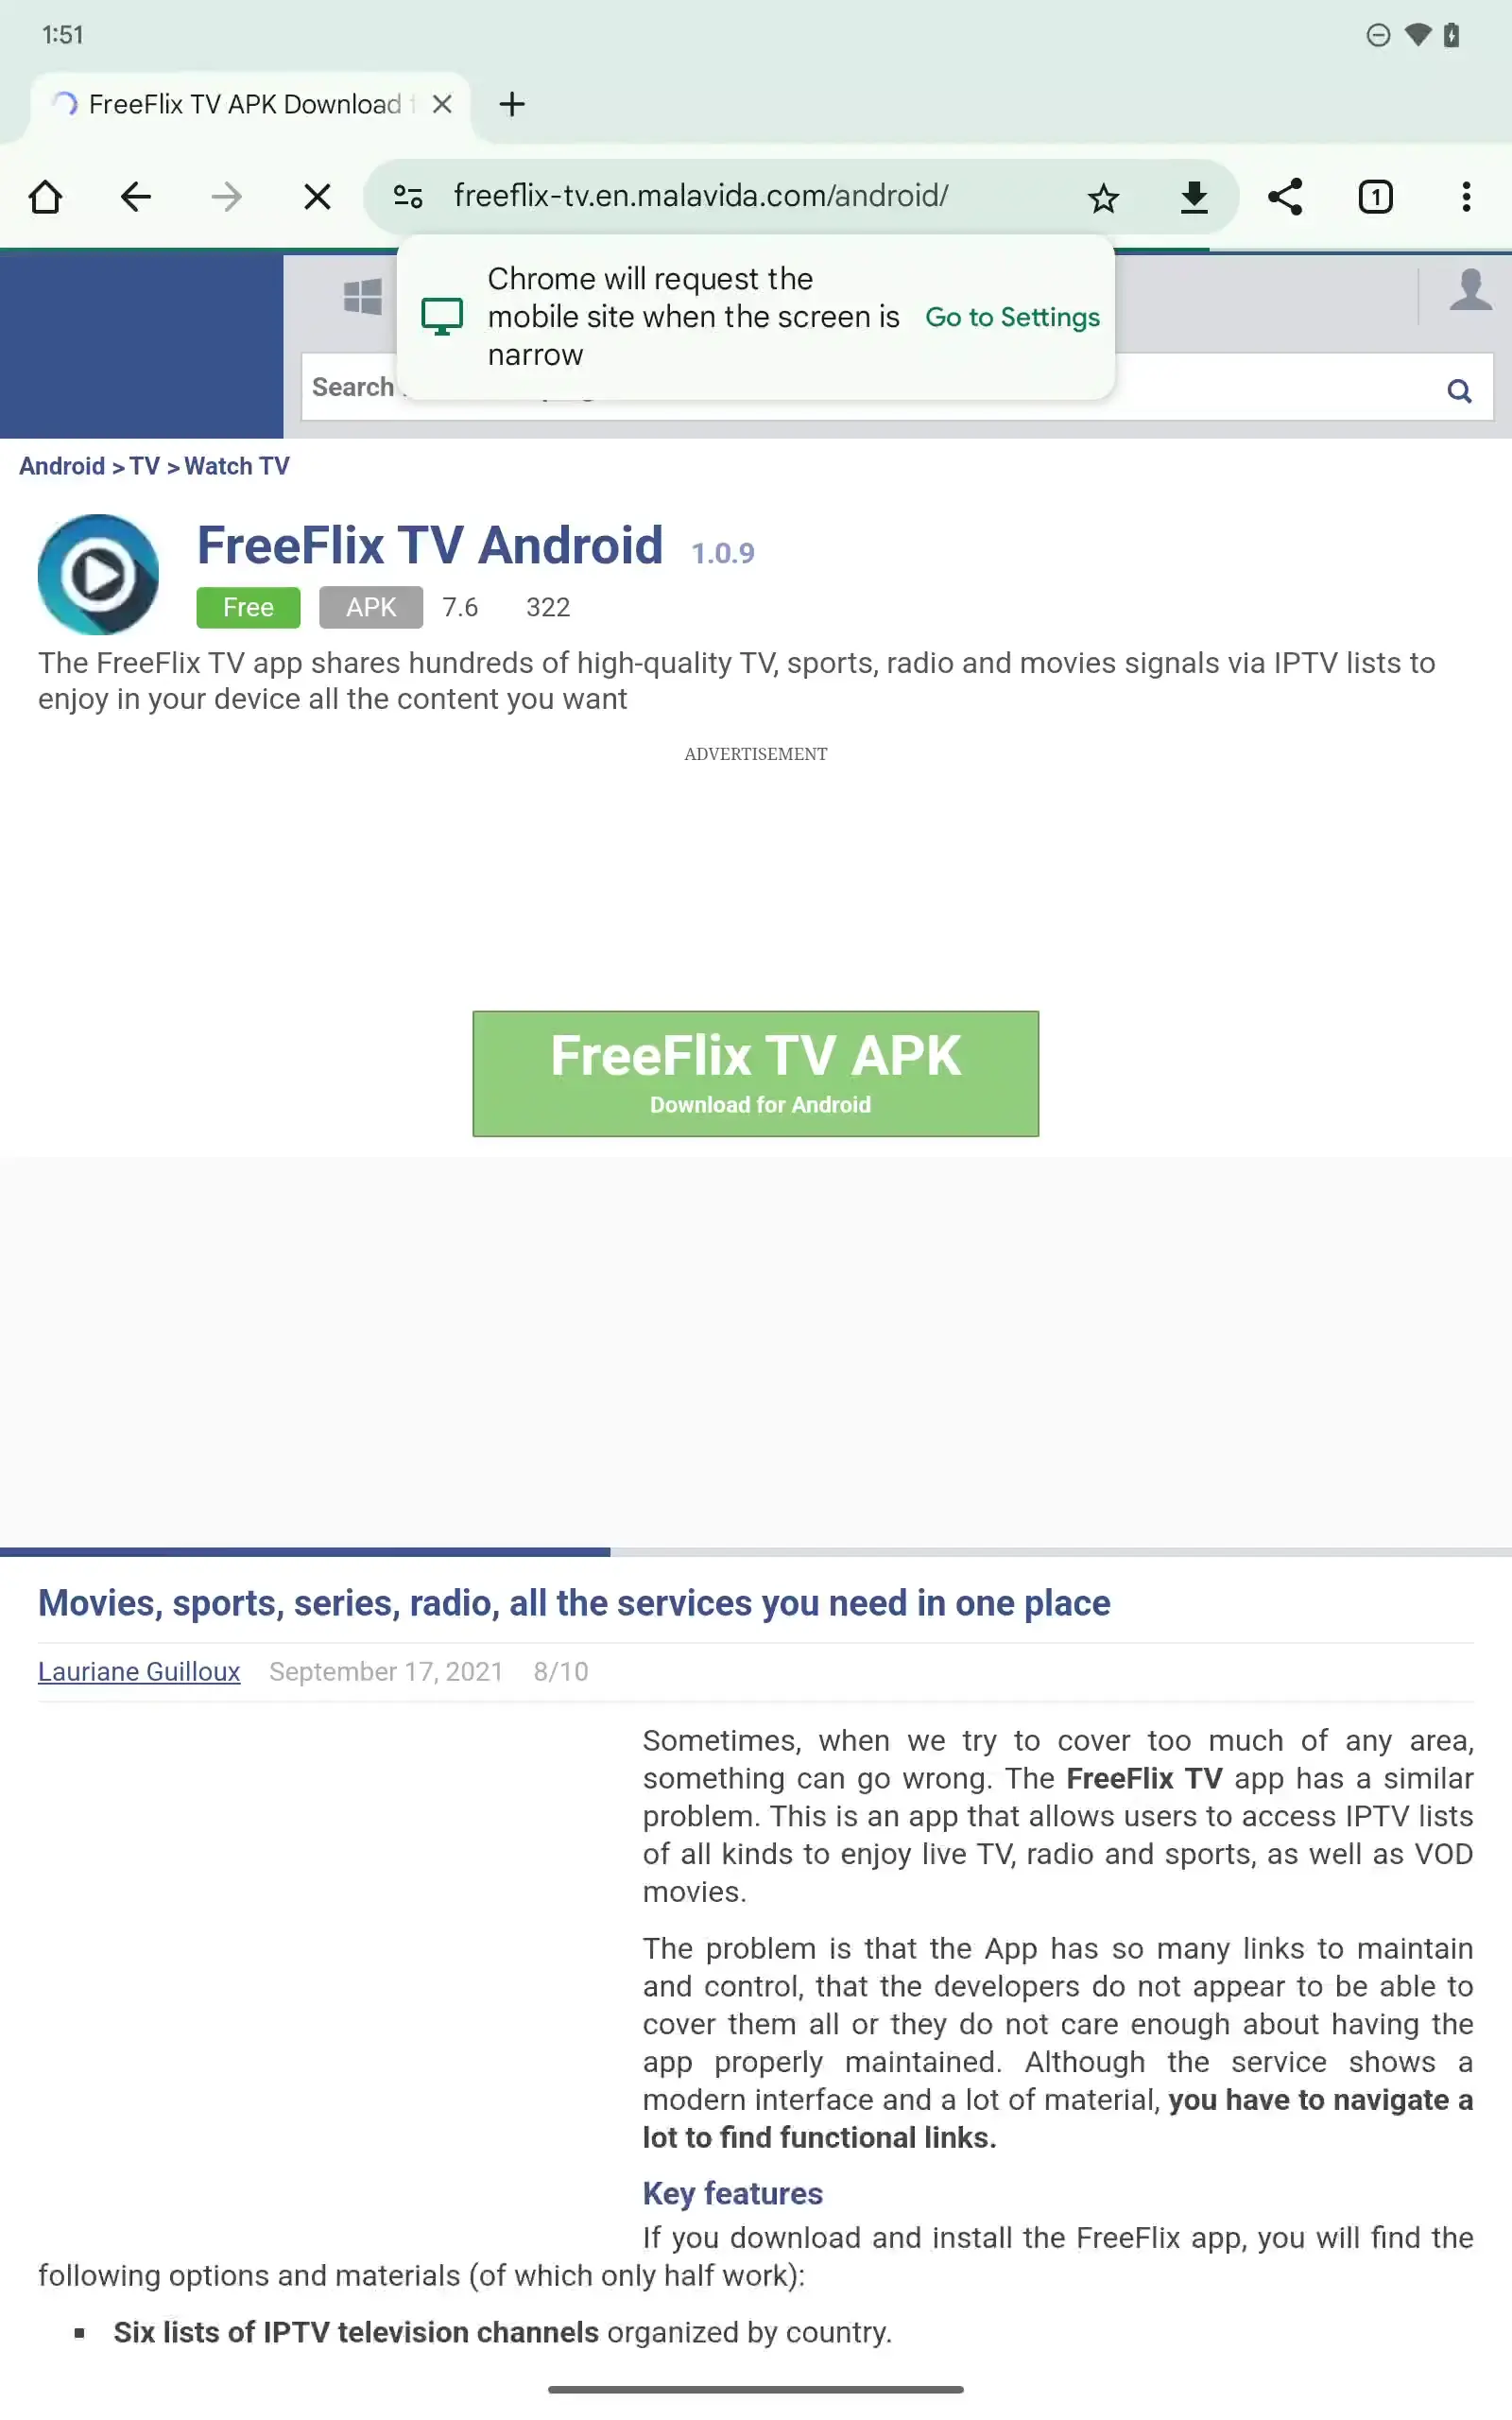 1:51
FreeFlix TV APK Download
freeflix-tv.en.malavida.com/android/
1
Chrome will request the
mobile site when the screen is
narrow
Go to Settings
Search
Android > TV > Watch TV
FreeFlix TV Android 1.0.9
Free APK 7.6 322
The FreeFlix TV app shares hundreds of high-quality TV, sports, radio and movies signals via IPTV lists to
enjoy in your device all the content you want
ADVERTISEMENT
FreeFlix TV APK
Download for Android
Movies, sports, series, radio, all the services you need in one place
Lauriane Guilloux September 17, 2021 8/10
Sometimes, when we try to cover too much of any area,
something can go wrong. The FreeFlix TV app has a similar
problem. This is an app that allows users to access IPTV lists
of all kinds to enjoy live TV, radio and sports, as well as VOD
movies.
The problem is that the App has so many links to maintain
and control, that the developers do not appear to be able to
cover them all or they do not care enough about having the
app properly maintained. Although the service shows a
modern interface and a lot of material, you have to navigate a
lot to find functional links.
Key features
If you download and install the FreeFlix app, you will find the
following options and materials (of which only half work):
▪ Six lists of IPTV television channels organized by country.